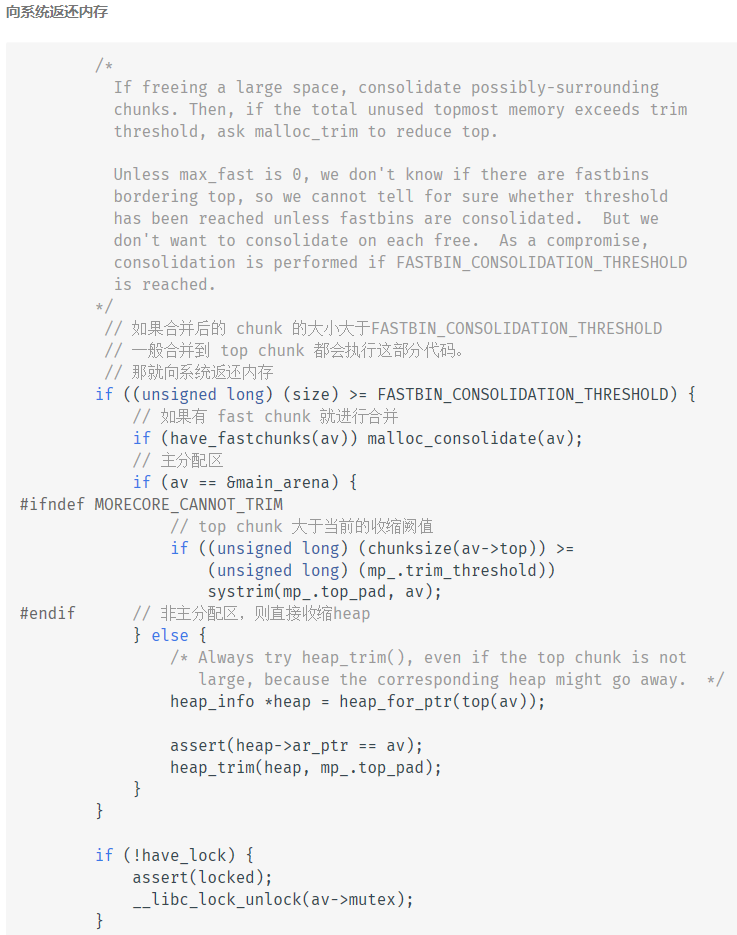 向系统返还内存
/*
If freeing a large space, consolidate possibly-surrounding
chunks. Then, if the total unused topmost memory exceeds trim
threshold, ask malloc_trim to reduce top.
Unless max_fast is 0, we don't know if there are fastbins
bordering top, so we cannot tell for sure whether threshold
has been reached unless fastbins are consolidated.  But we
don't want to consolidate on each free.  As a compromise,
consolidation is performed if FASTBIN_CONSOLIDATION_THRESHOLD
is reached.
*/
// 如果合并后的 chunk 的大小大于FASTBIN_CONSOLIDATION_THRESHOLD
// 一般合并到 top chunk 都会执行这部分代码。
// 那就向系统返还内存
if ((unsigned long) (size) >= FASTBIN_CONSOLIDATION_THRESHOLD) {
// 如果有 fast chunk 就进行合并
if (have_fastchunks(av)) malloc_consolidate(av);
// 主分配区
if (av == &main_arena) {
#ifndef MORECORE_CANNOT_TRIM
// top chunk 大于当前的收缩阙值
if ((unsigned long) (chunksize(av->top)) >=
(unsigned long) (mp_.trim_threshold))
systrim(mp_.top_pad, av);
#endif      // 非主分配区，则直接收缩heap
} else {
/* Always try heap_trim(), even if the top chunk is not
large, because the corresponding heap might go away.  */
heap_info *heap = heap_for_ptr(top(av));
assert(heap->ar_ptr == av);
heap_trim(heap, mp_.top_pad);
}
}
if (!have_lock) {
assert(locked);
__libc_lock_unlock(av->mutex);
}